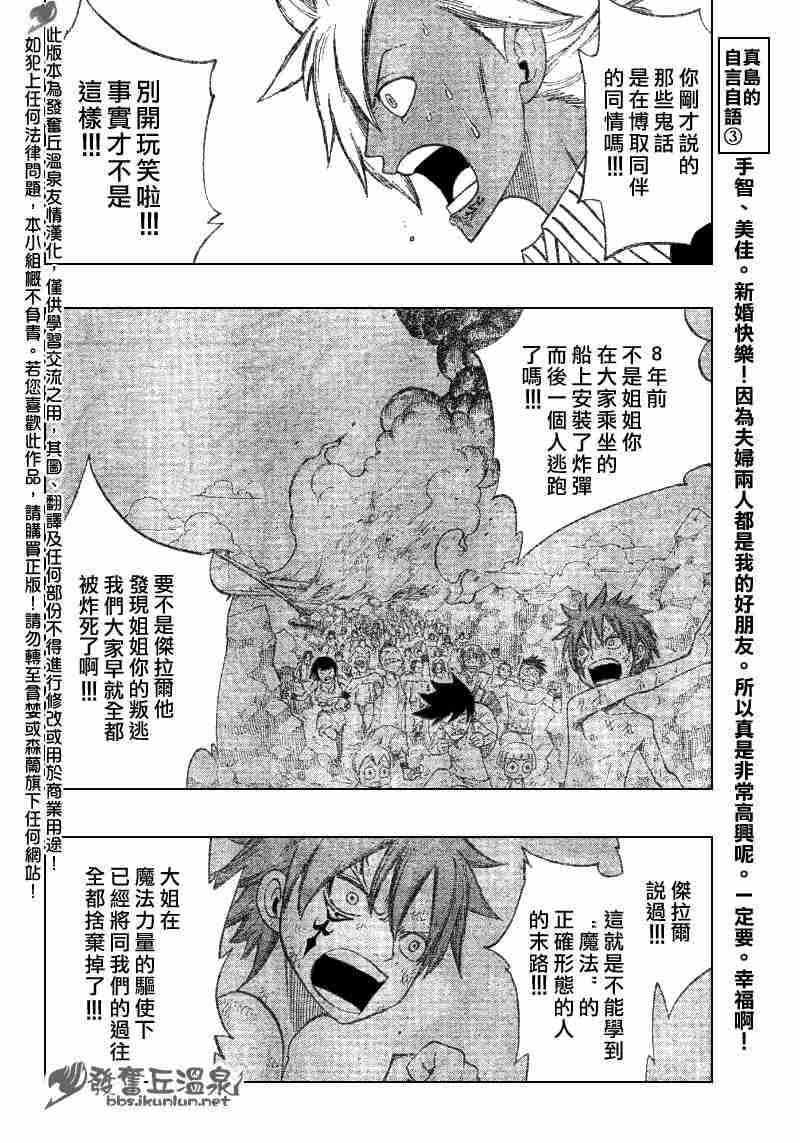 真島的
自言自語
③
手智、美佳。新婚快樂！因為夫婦兩人都是我的好朋友。所以真是非常高興呢。一定要。幸福啊！
你剛才說的
那些鬼話
是在博取同伴
的同情嗎!!!
別開玩笑啦!!!
事實才不是
這樣!!!
8年前
不是姐姐你
在大家乘坐的
船上安裝了炸彈
而後一個人逃跑
了嗎!!!
要不是傑拉爾他
發現姐姐你的叛逃
我們大家早就全都
被炸死了啊!!!
傑拉爾
說過!!!
這就是不能學到
“魔法”的
正確形態的人
的末路!!!
大姐在
魔法力量的驅使下
已經將同我們的過往
全都捨棄掉了!!!
此版本為發奮丘溫泉友情漢化，僅供學習交流之用，其圖、翻譯及任何部份不得進行修改或用於商業用途！
如犯上任何法律問題，本小組概不負責。若您喜歡此作品，請購買正版！請勿轉至貪婪或森蘭旗下任何網站！
發奮丘溫泉
bbs.ikunlun.net